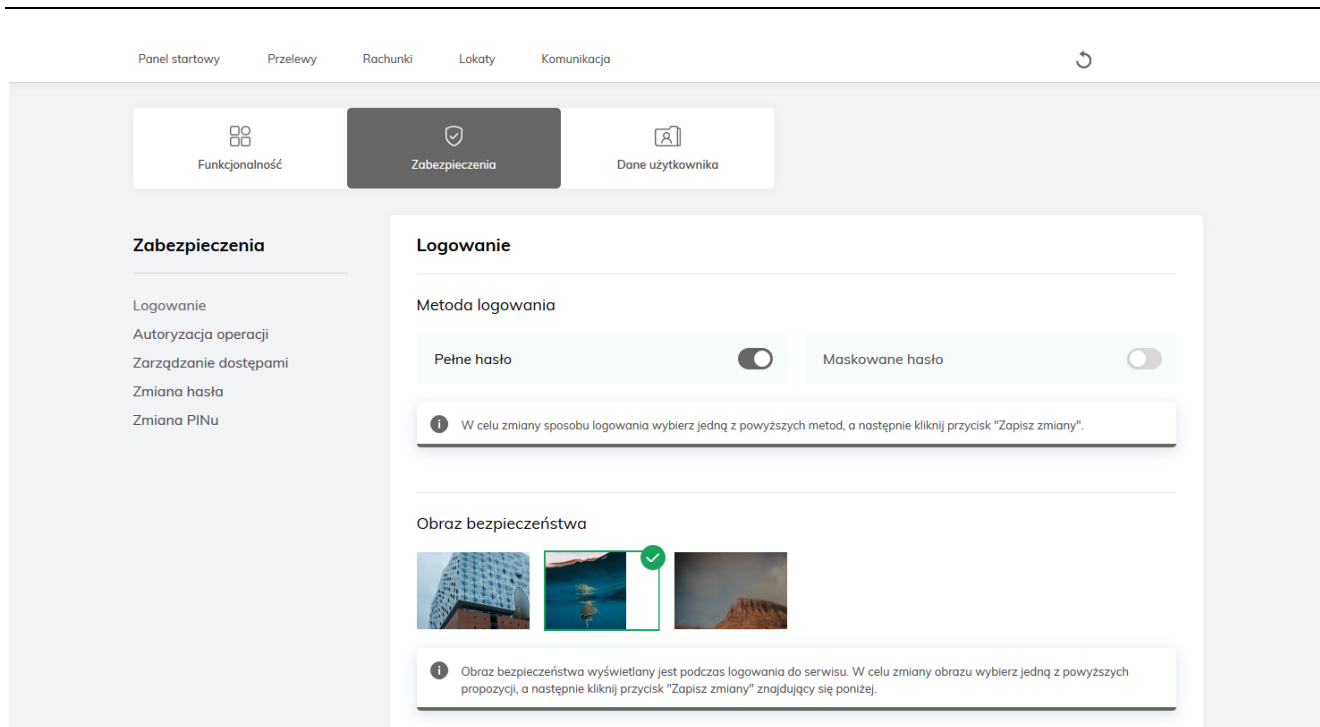 Panel startowy Przelewy Rachunki Lokaty Komunikacja
Funkcjonalność Zabezpieczenia Dane użytkownika
Zabezpieczenia
Logowanie
Autoryzacja operacji
Zarządzanie dostępami
Zmiana hasła
Zmiana PINu
Logowanie
Metoda logowania
Pełne hasło Maskowane hasło
W celu zmiany sposobu logowania wybierz jedną z powyższych metod, a następnie kliknij przycisk "Zapisz zmiany".
Obraz bezpieczeństwa
Obraz bezpieczeństwa wyświetlany jest podczas logowania do serwisu. W celu zmiany obrazu wybierz jedną z powyższych
propozycji, a następnie kliknij przycisk "Zapisz zmiany" znajdujący się poniżej.